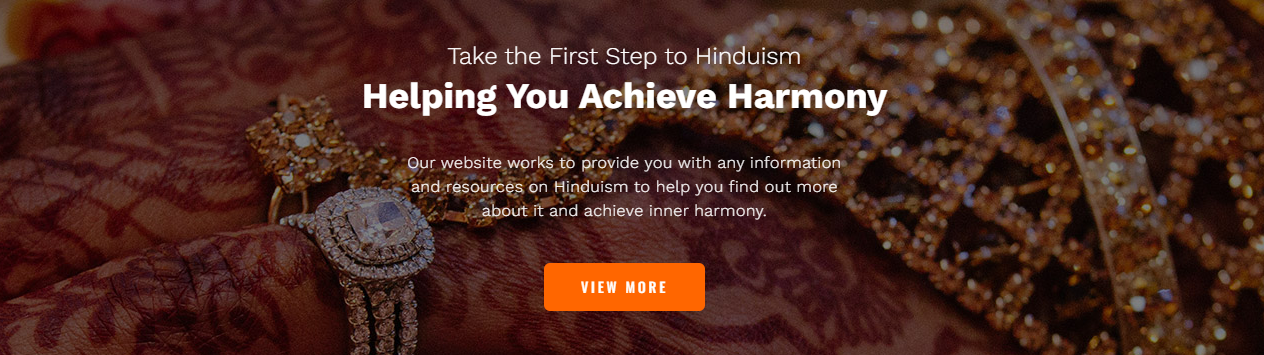 Take the First Step to Hinduism
Helping You Achieve Harmony
Our website works to provide you with any information
and resources on Hinduism to help you find out more
about it and achieve inner harmony.
VIEW MORE